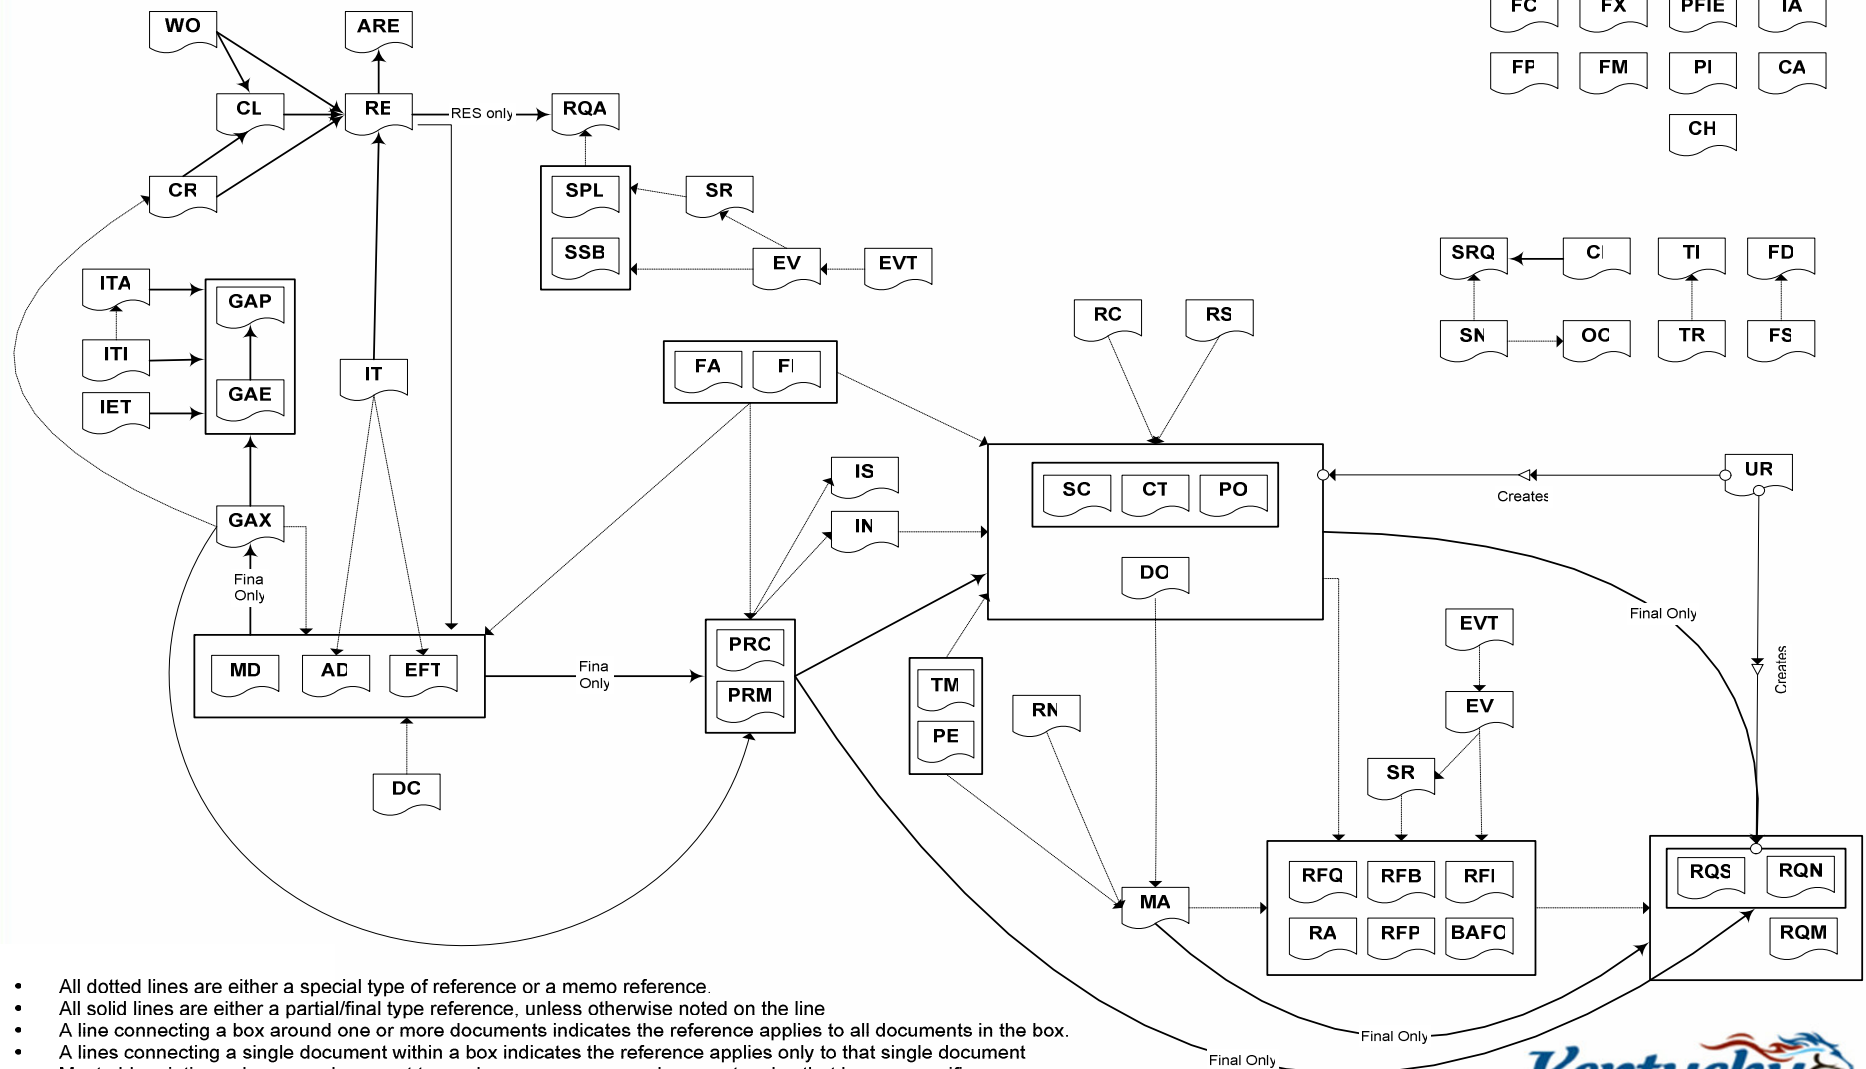 WO
ARE
FC
FX
PFIE
IA
FP
FM
PI
CA
CL
RE
RES only
RQA
CH
CR
SPL
SR
SSB
EV
EVT
SRQ
TI
FD
ITA
GAP
RC
RS
SN
OC
TR
FS
ITI
IT
FA
GAE
IET
IS
SC
CT
PO
UR
Creates
GAX
IN
DO
Fina
Only
Final Only
EVT
PRC
MD
AD
EFT
Fina
Only
Creates
TM
PRM
RN
EV
PE
SR
DC
RFQ
RFB
RFI
RQS
RQN
MA
RA
RFP
BAFO
RQM
Final Only
Final Only
• All dotted lines are either a special type of reference or a memo reference.
• All solid lines are either a partial/final type reference, unless otherwise noted on the line
• A line connecting a box around one or more documents indicates the reference applies to all documents in the box.
• A lines connecting a single document within a box indicates the reference applies only to that single document
Kentucky